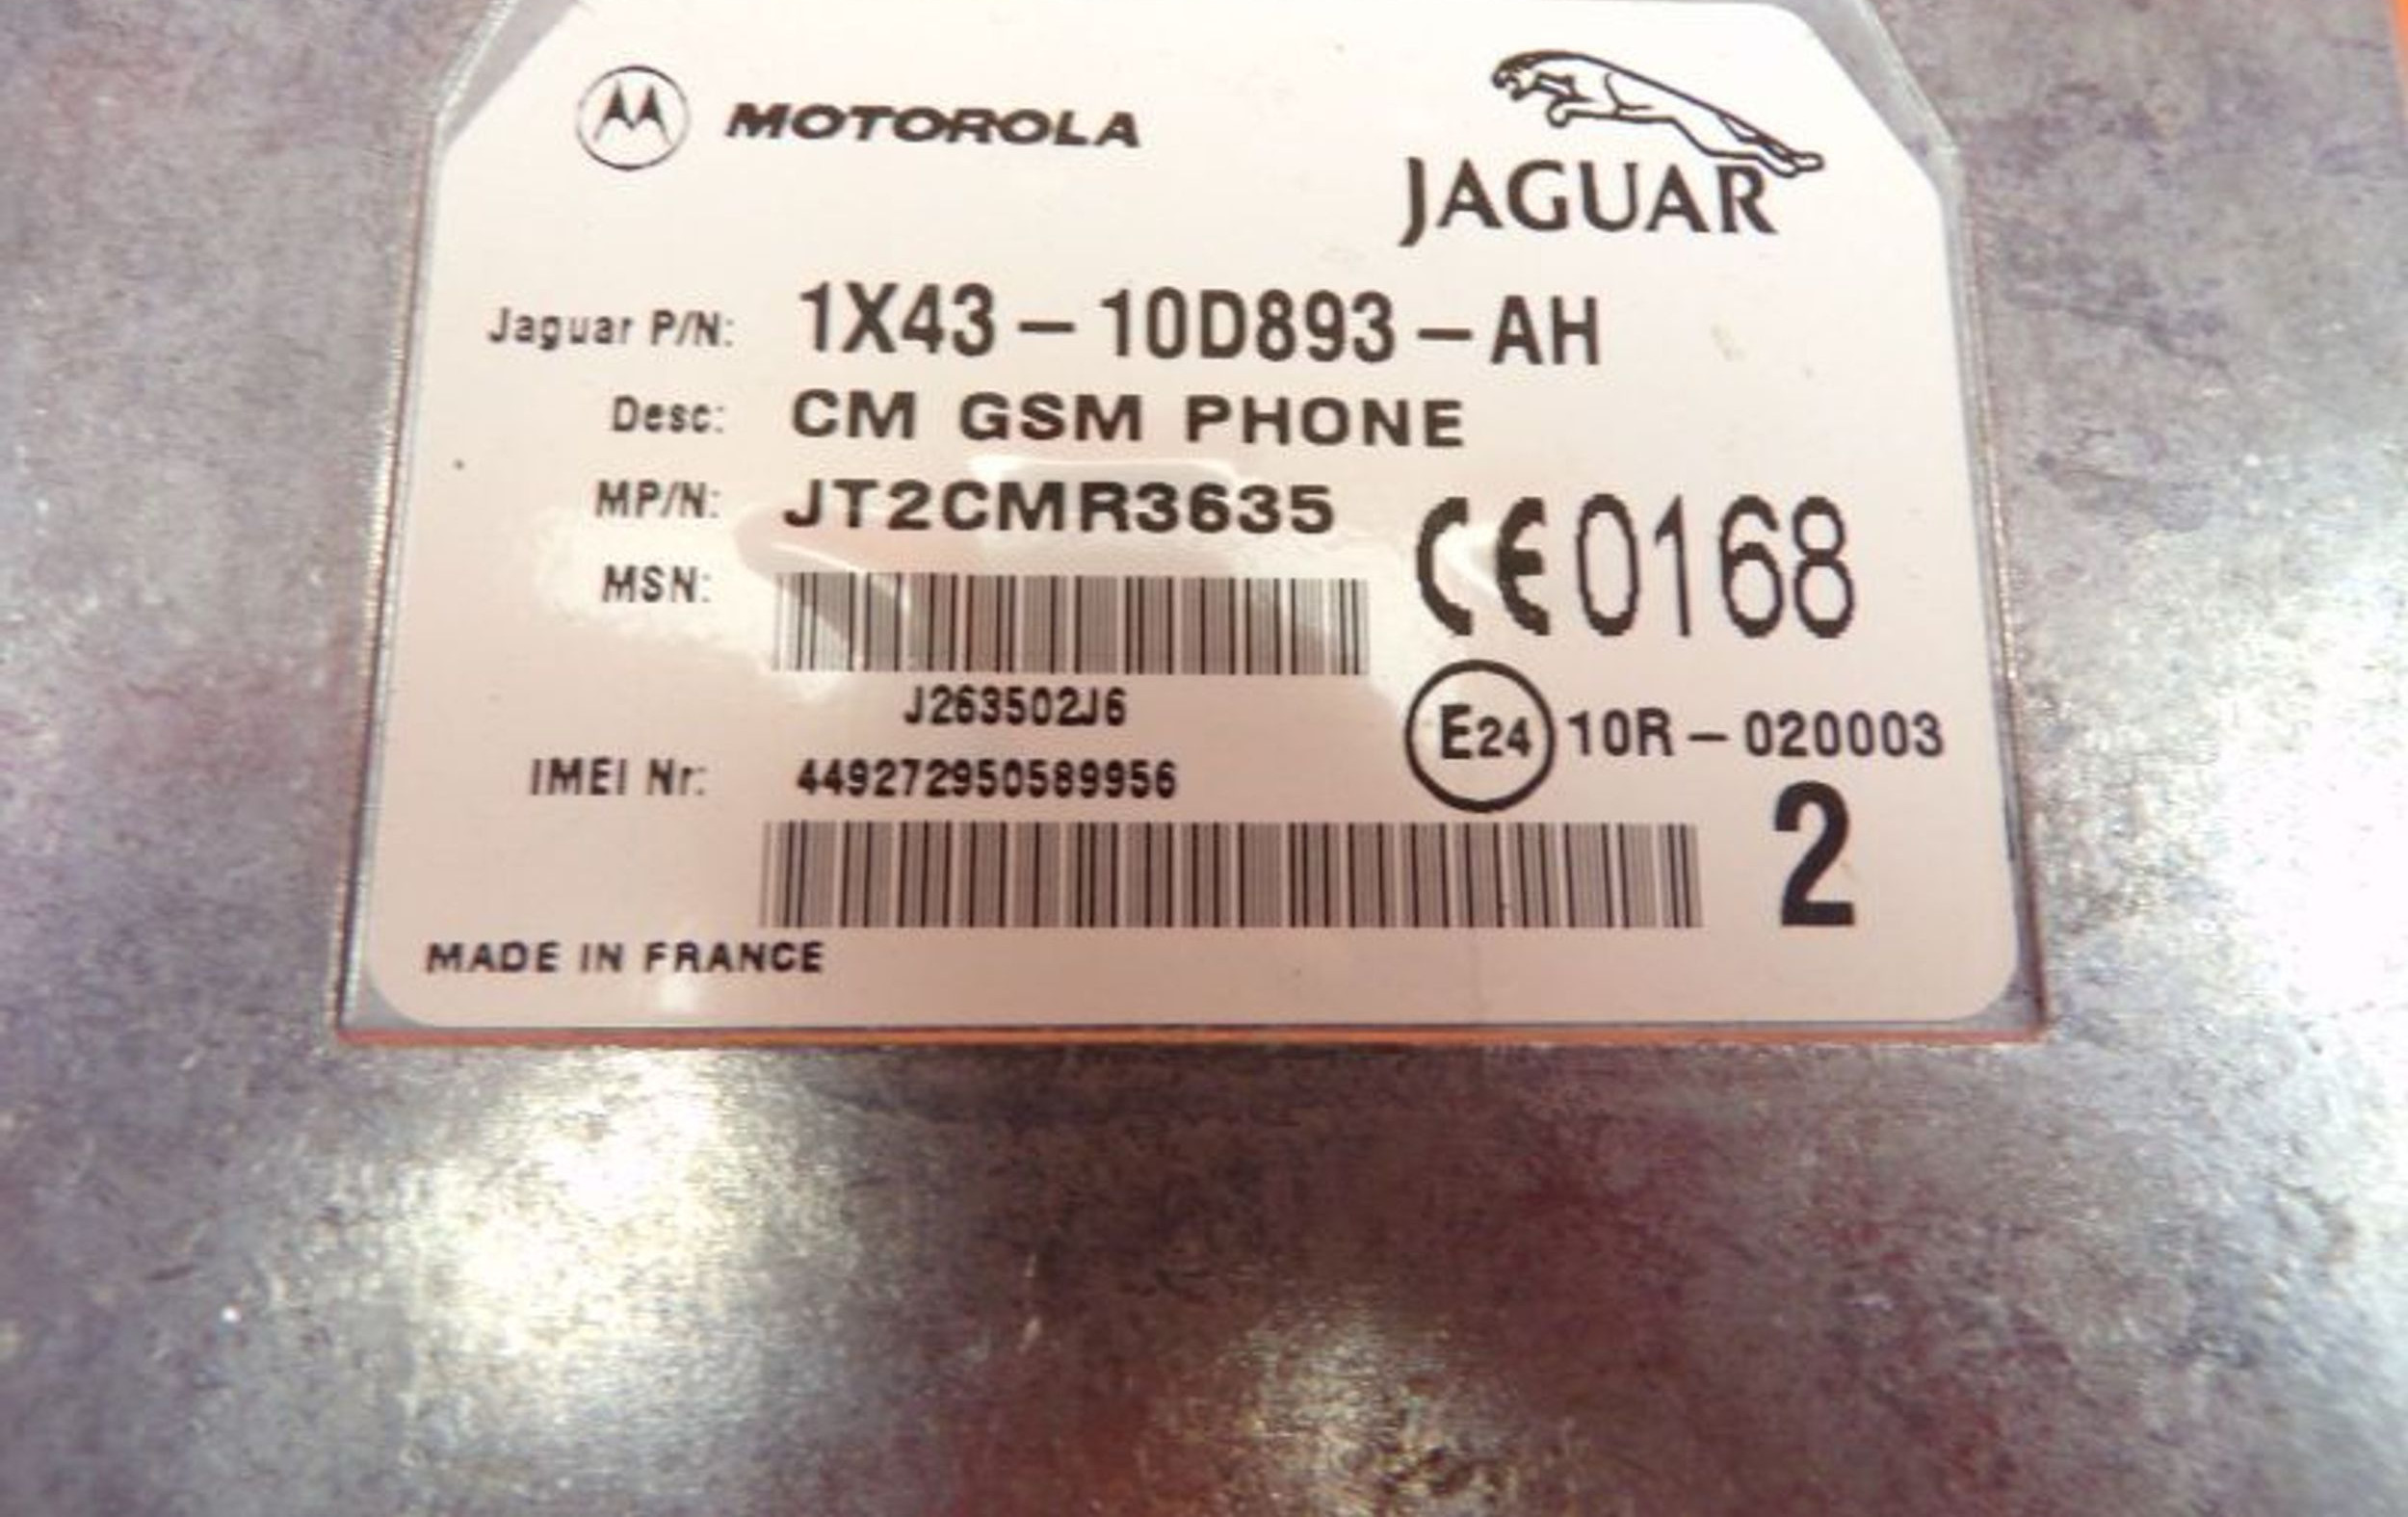 MOTOROLA
JAGUAR
Jaguar P/N: 1X43-10D893-AH
Desc: CM GSM PHONE
MP/N: JT2CMR3635
CE0168
MSN:
J263502J6
E24 10R-020003
IMEI Nr: 449272950589956
2
MADE IN FRANCE